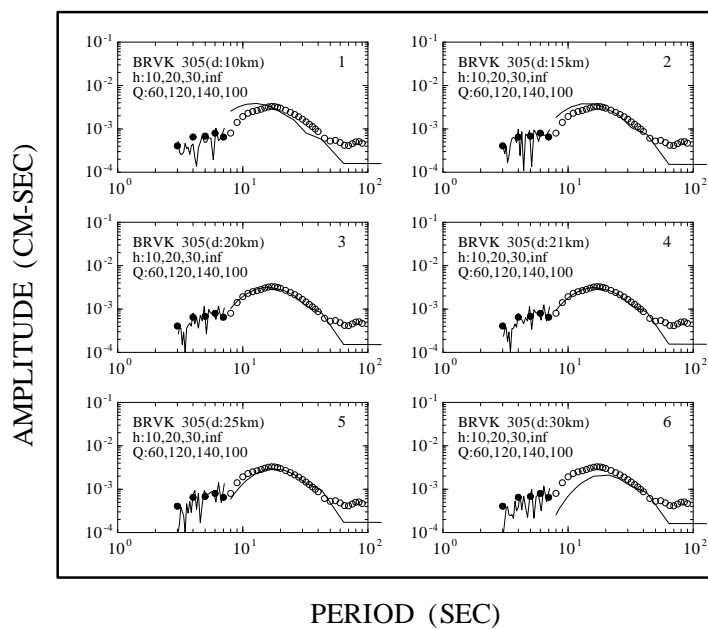 10^-1
10^-2
10^-3
10^-4
10^0
10^1
10^2
BRVK 305(d:10km)
h:10,20,30,inf
Q:60,120,140,100
1
10^-1
10^-2
10^-3
10^-4
10^0
10^1
10^2
BRVK 305(d:15km)
h:10,20,30,inf
Q:60,120,140,100
2
10^-1
10^-2
10^-3
10^-4
10^0
10^1
10^2
BRVK 305(d:20km)
h:10,20,30,inf
Q:60,120,140,100
3
10^-1
10^-2
10^-3
10^-4
10^0
10^1
10^2
BRVK 305(d:21km)
h:10,20,30,inf
Q:60,120,140,100
4
10^-1
10^-2
10^-3
10^-4
10^0
10^1
10^2
BRVK 305(d:25km)
h:10,20,30,inf
Q:60,120,140,100
5
10^-1
10^-2
10^-3
10^-4
10^0
10^1
10^2
BRVK 305(d:30km)
h:10,20,30,inf
Q:60,120,140,100
6
AMPLITUDE (CM-SEC)
PERIOD (SEC)